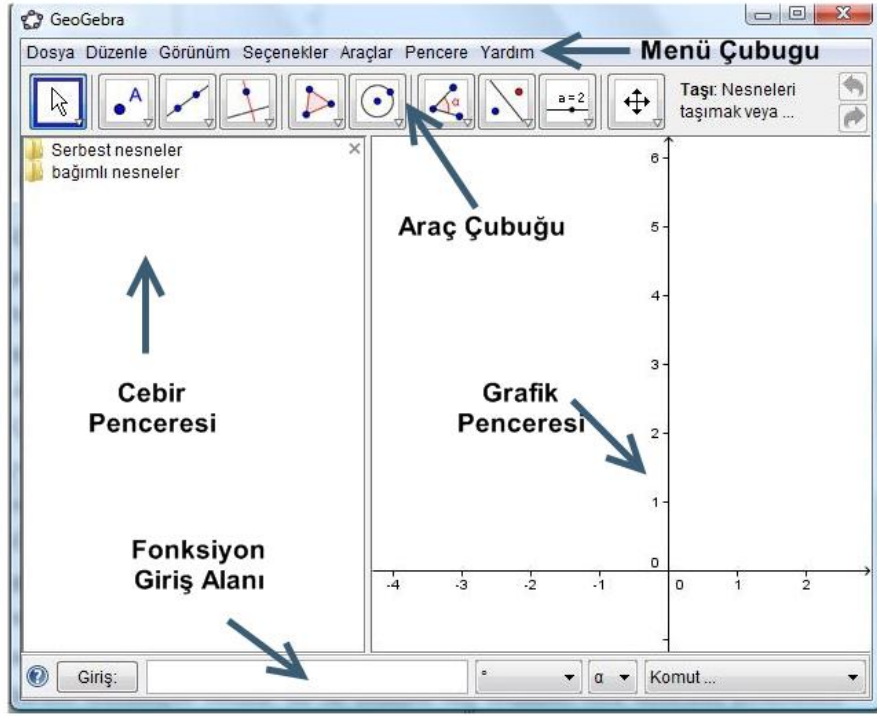 GeoGebra
Dosya Düzenle Görünüm Seçenekler Araçlar Pencere Yardım
Menü Çubugu
A
α
a=2
Taşı: Nesneleri
taşımak veya ...
Serbest nesneler
bağımlı nesneler
Araç Çubuğu
Cebir
Penceresi
Grafik
Penceresi
6
5
4
3
2
1
0
-4 -3 -2 -1 0 1 2
Fonksiyon
Giriş Alanı
Giriş: ° α Komut ...